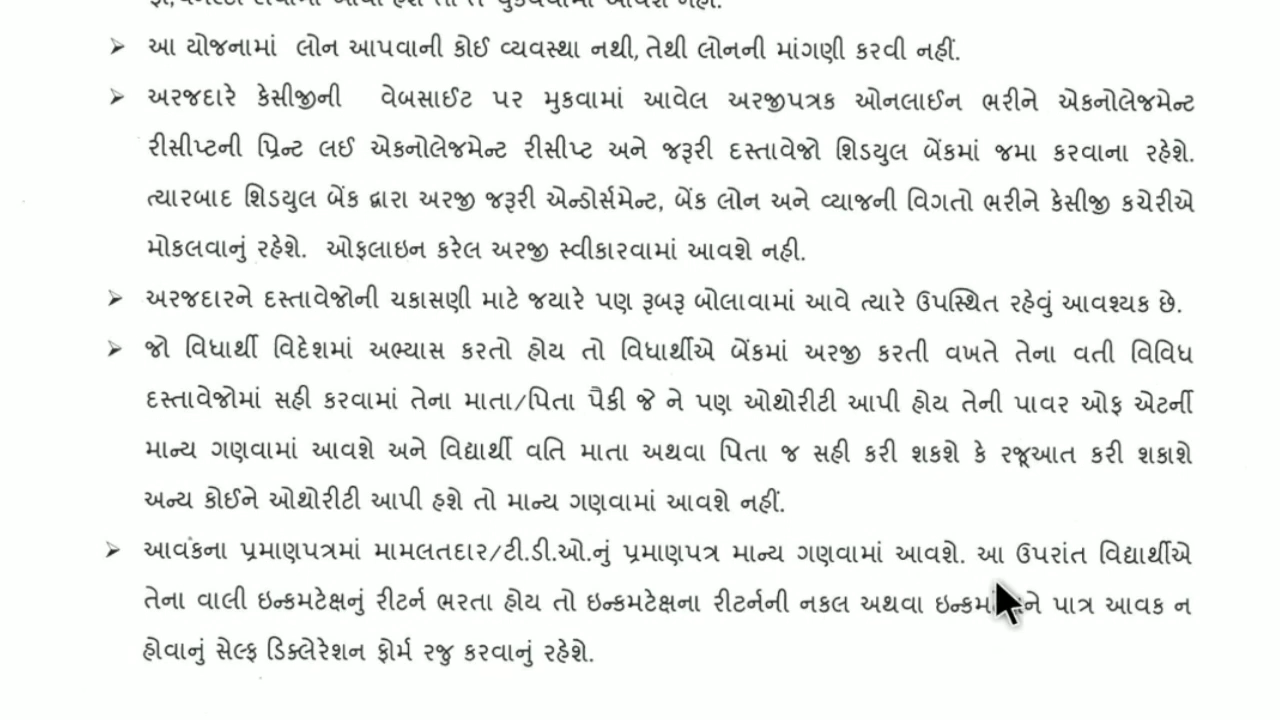 ➢ આ યોજનામાં લોન આપવાની કોઈ વ્યવસ્થા નથી, તેથી લોનની માંગણી કરવી નહીં.
➢ અરજદારે કેસીજીની વેબસાઈટ પર મુકવામાં આવેલ અરજીપત્રક ઓનલાઈન ભરીને એકનોલેજમેન્ટ
રીસીપ્ટની પ્રિન્ટ લઈ એકનોલેજમેન્ટ રીસીપ્ટ અને જરૂરી દસ્તાવેજો શિડયુલ બેંકમાં જમા કરવાના રહેશે.
ત્યારબાદ શિડયુલ બેંક દ્વારા અરજી જરૂરી એન્ડોર્સમેન્ટ, બેંક લોન અને વ્યાજની વિગતો ભરીને કેસીજી કચેરીએ
મોકલવાનું રહેશે. ઓફલાઇન કરેલ અરજી સ્વીકારવામાં આવશે નહી.
➢ અરજદારને દસ્તાવેજોની ચકાસણી માટે જયારે પણ રૂબરૂ બોલાવામાં આવે ત્યારે ઉપસ્થિત રહેવું આવશ્યક છે.
➢ જો વિધાર્થી વિદેશમાં અભ્યાસ કરતો હોય તો વિધાર્થીએ બેંકમાં અરજી કરતી વખતે તેના વતી વિવિધ
દસ્તાવેજોમાં સહી કરવામાં તેના માતા/પિતા પૈકી જે ને પણ ઓથોરીટી આપી હોય તેની પાવર ઓફ એટર્ની
માન્ય ગણવામાં આવશે અને વિદ્યાર્થી વતિ માતા અથવા પિતા જ સહી કરી શકશે કે રજૂઆત કરી શકાશે
અન્ય કોઈને ઓથોરીટી આપી હશે તો માન્ય ગણવામાં આવશે નહીં.
➢ આવકના પ્રમાણપત્રમાં મામલતદાર/ટી.ડી.ઓ.નું પ્રમાણપત્ર માન્ય ગણવામાં આવશે. આ ઉપરાંત વિદ્યાર્થીએ
તેના વાલી ઇન્કમટેક્ષનું રીટર્ન ભરતા હોય તો ઇન્કમટેક્ષના રીટર્નની નકલ અથવા પાત્ર આવક ન
હોવાનું સેલ્ફ ડિક્લેરેશન ફોર્મ રજુ કરવાનું રહેશે.